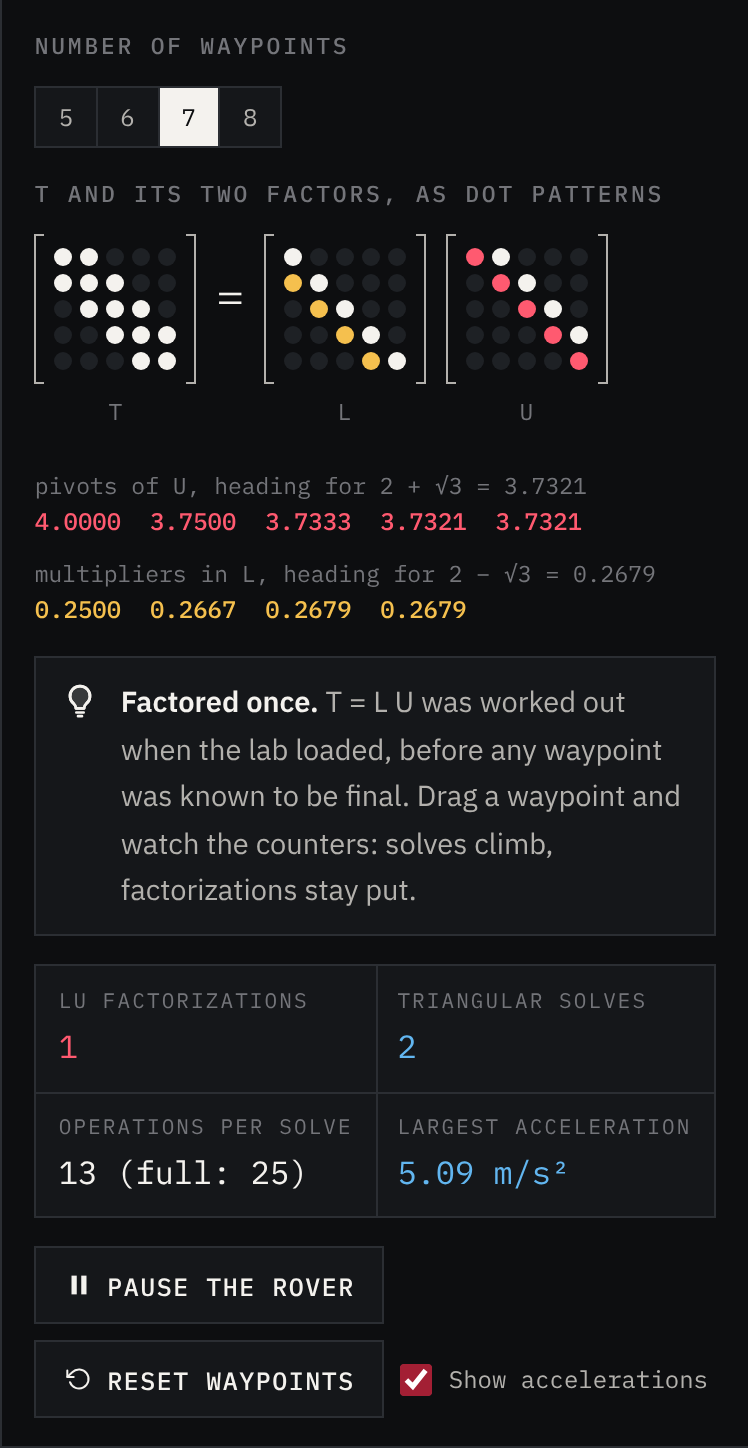 NUMBER OF WAYPOINTS
5 6 7 8
T AND ITS TWO FACTORS, AS DOT PATTERNS
=
T L U
pivots of U, heading for 2 + √3 = 3.7321
4.0000 3.7500 3.7333 3.7321 3.7321
multipliers in L, heading for 2 − √3 = 0.2679
0.2500 0.2667 0.2679 0.2679
Factored once. T = L U was worked out
when the lab loaded, before any waypoint
was known to be final. Drag a waypoint and
watch the counters: solves climb,
factorizations stay put.
LU FACTORIZATIONS TRIANGULAR SOLVES
1 2
OPERATIONS PER SOLVE LARGEST ACCELERATION
13 (full: 25) 5.09 m/s²
PAUSE THE ROVER
RESET WAYPOINTS Show accelerations